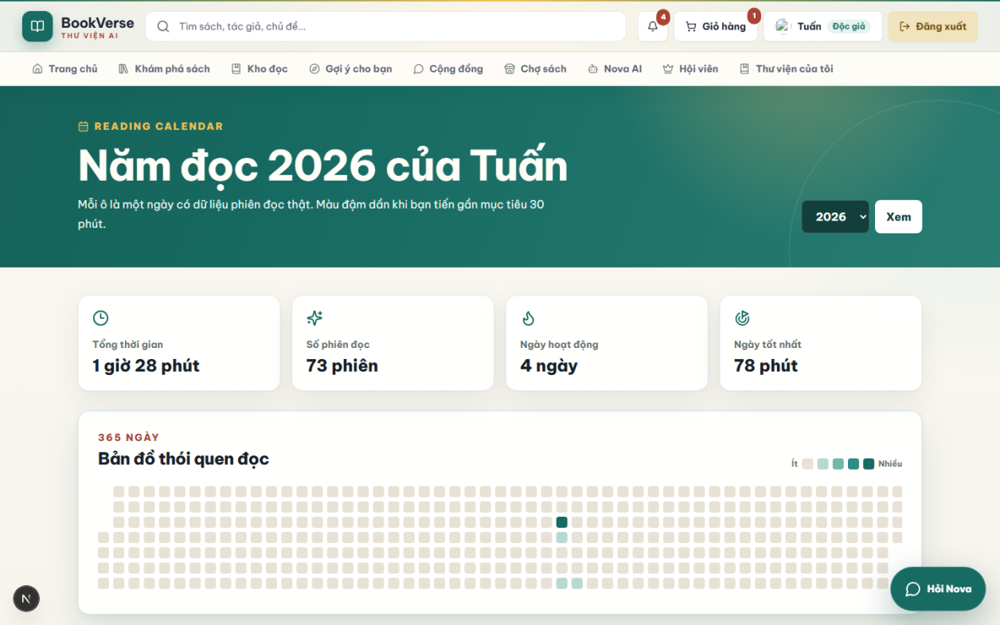 BookVerse
THƯ VIỆN AI
Tìm sách, tác giả, chủ đề...
4
Giỏ hàng
1
Tuấn
Độc giả
Đăng xuất
Trang chủ
Khám phá sách
Kho đọc
Gợi ý cho bạn
Cộng đồng
Chợ sách
Nova AI
Hội viên
Thư viện của tôi
READING CALENDAR
Năm đọc 2026 của Tuấn
Mỗi ô là một ngày có dữ liệu phiên đọc thật. Màu đậm dần khi bạn tiến gần mục tiêu 30
phút.
2026
Xem
Tổng thời gian
1 giờ 28 phút
Số phiên đọc
73 phiên
Ngày hoạt động
4 ngày
Ngày tốt nhất
78 phút
365 NGÀY
Bản đồ thói quen đọc
Ít
Nhiều
N
Hỏi Nova